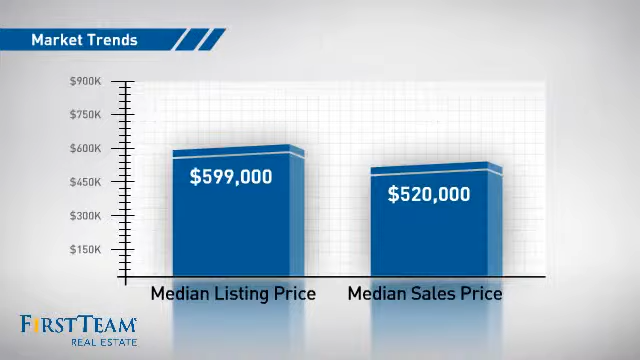 Market Trends
$900K
$750K
$600K
$450K
$300K
$150K
$599,000
$520,000
Median Listing Price
Median Sales Price
FIRSTTEAM®
REAL ESTATE